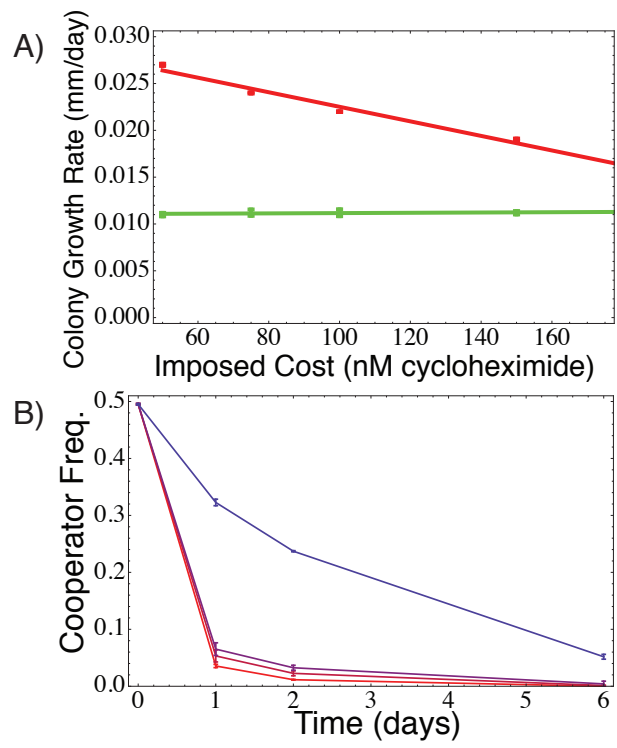 A)
Colony Growth Rate (mm/day)
0.030
0.025
0.020
0.015
0.010
0.005
0.000
60 80 100 120 140 160
Imposed Cost (nM cycloheximide)
B)
Cooperator Freq.
0.5
0.4
0.3
0.2
0.1
0.0
0 1 2 3 4 5 6
Time (days)